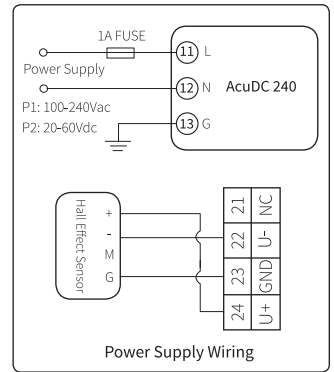 1A FUSE
11 L
Power Supply
12 N AcuDC 240
P1: 100-240Vac
P2: 20-60Vdc
13 G
Hall Effect Sensor
+
-
M
G
21 NC
22 U-
23 GND
24 U+
Power Supply Wiring